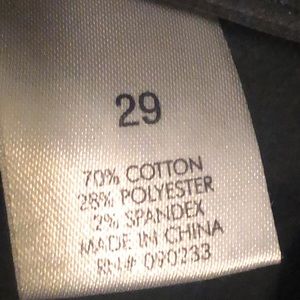 29
70% COTTON
28% POLYESTER
2% SPANDEX
MADE IN CHINA
RN# 090233